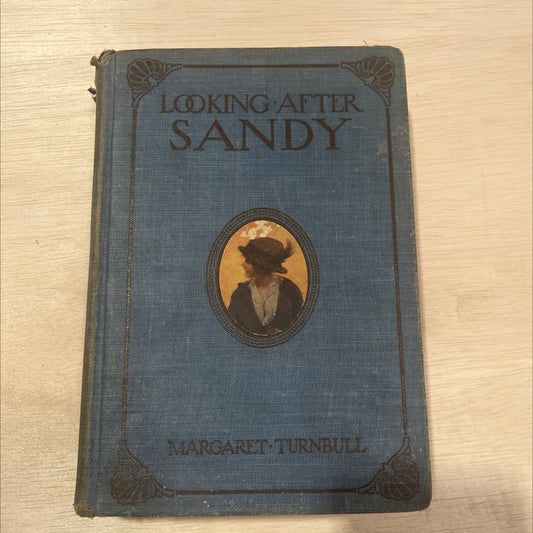 LOOKING · AFTER
SANDY
MARGARET · TURNBULL